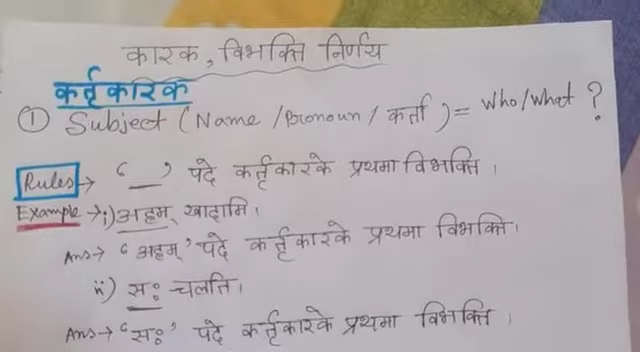 कारक, विभक्ति निर्णय
कर्तृकारक
① Subject (Name / Pronoun / कर्ता) = Who/What ?
Rules → ‘__’ पदे कर्तृकारके प्रथमा विभक्ति ।
Example → i) अहम् खादामि ।
Ans → ‘अहम्’ पदे कर्तृकारके प्रथमा विभक्ति ।
ii) सः चलति ।
Ans → ‘सः’ पदे कर्तृकारके प्रथमा विभक्ति ।